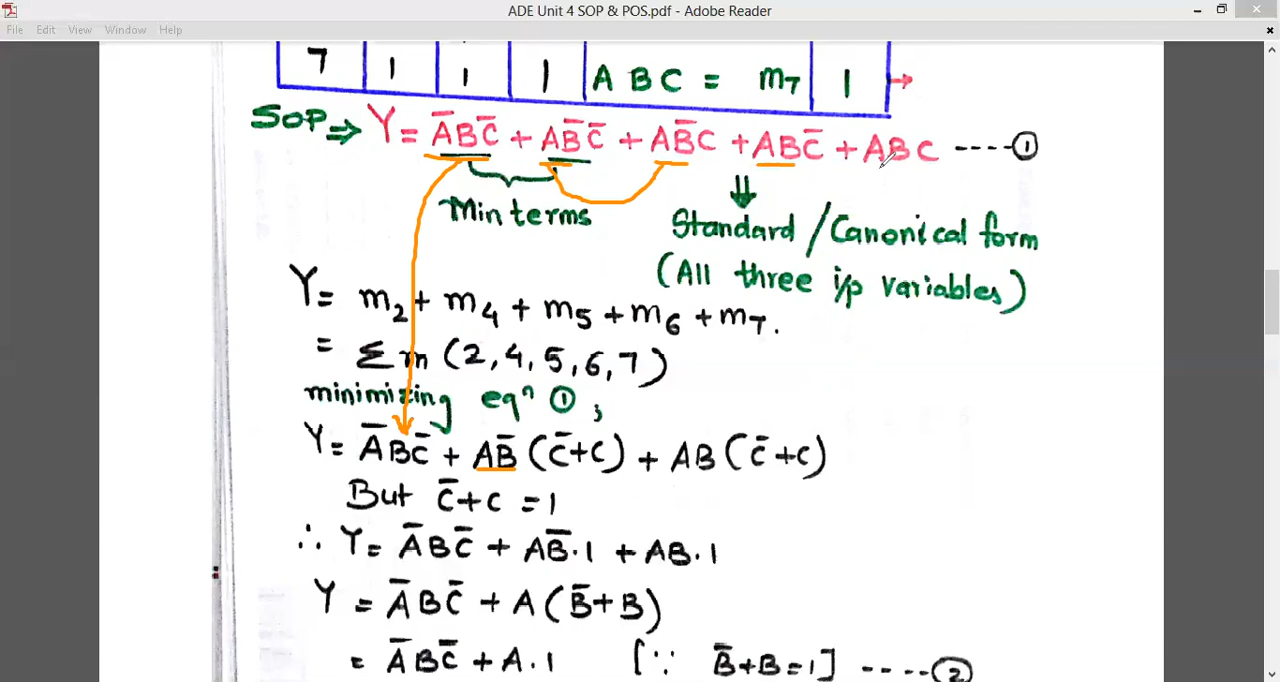 ADE Unit 4 SOP & POS.pdf - Adobe Reader
File Edit View Window Help
7 1 1 1 A B C = m₇ 1
SOP ⇒ Y = A̅BC̅ + AB̅C̅ + AB̅C + ABC̅ + ABC ----①
Min terms
Standard / Canonical form
(All three i/p variables)
Y = m₂ + m₄ + m₅ + m₆ + m₇.
= Σm (2, 4, 5, 6, 7)
minimizing eqⁿ ① ;
Y = A̅BC̅ + AB̅ (C̅+C) + AB (C̅+C)
But C̅+C = 1
∴ Y = A̅BC̅ + AB̅·1 + AB·1
Y = A̅BC̅ + A (B̅+B)
= A̅BC̅ + A·1 [∵ B̅+B=1] ----②